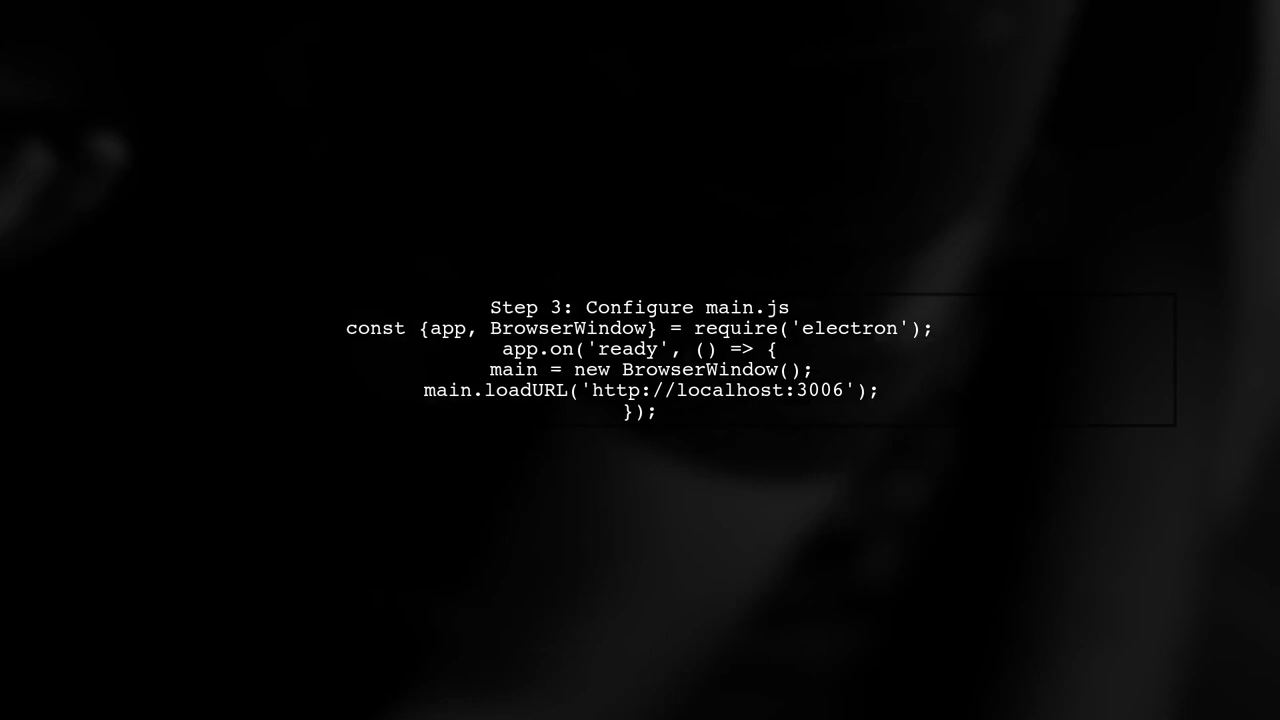 Step 3: Configure main.js
const {app, BrowserWindow} = require('electron');
app.on('ready', () => {
main = new BrowserWindow();
main.loadURL('http://localhost:3006');
});